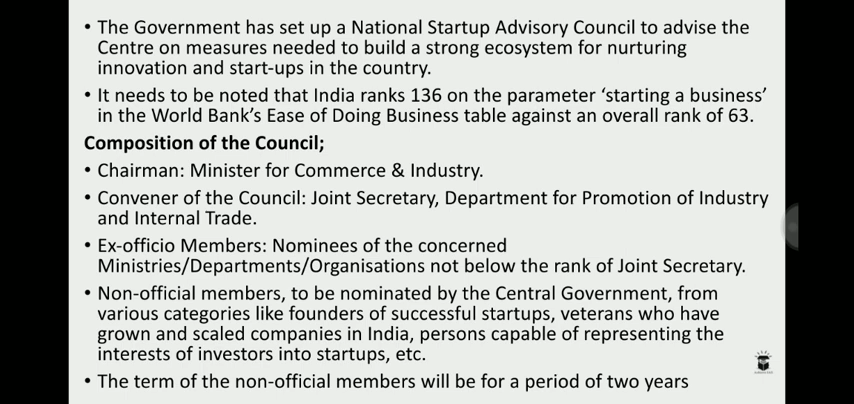 • The Government has set up a National Startup Advisory Council to advise the
Centre on measures needed to build a strong ecosystem for nurturing
innovation and start-ups in the country.
• It needs to be noted that India ranks 136 on the parameter ‘starting a business’
in the World Bank’s Ease of Doing Business table against an overall rank of 63.
Composition of the Council;
• Chairman: Minister for Commerce & Industry.
• Convener of the Council: Joint Secretary, Department for Promotion of Industry
and Internal Trade.
• Ex-officio Members: Nominees of the concerned
Ministries/Departments/Organisations not below the rank of Joint Secretary.
• Non-official members, to be nominated by the Central Government, from
various categories like founders of successful startups, veterans who have
grown and scaled companies in India, persons capable of representing the
interests of investors into startups, etc.
• The term of the non-official members will be for a period of two years